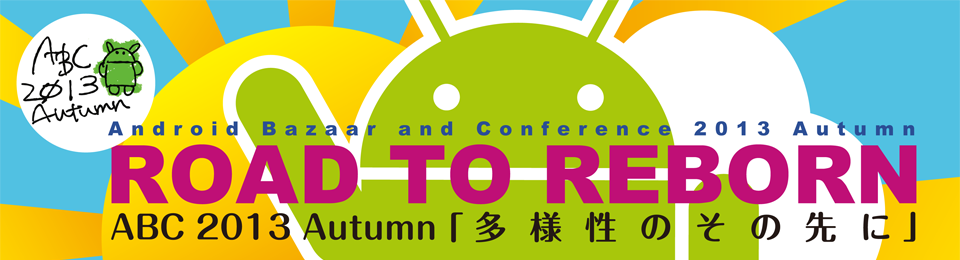 ABC
2013
Autumn
Android Bazaar and Conference 2013 Autumn
ROAD TO REBORN
ABC 2013 Autumn「多様性のその先に」